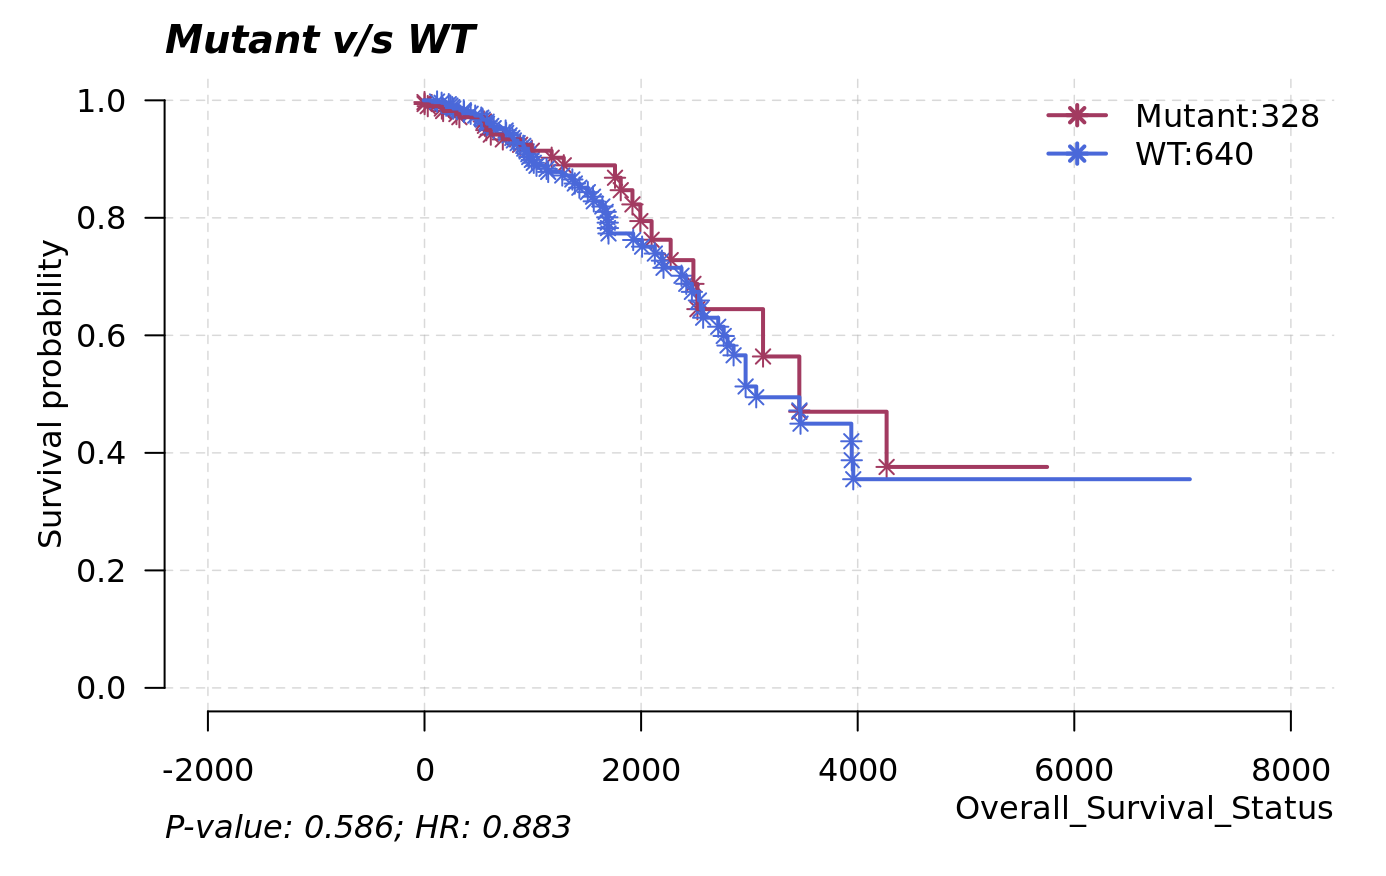 Mutant v/s WT
Mutant:328
WT:640
Survival probability
1.0
0.8
0.6
0.4
0.2
0.0
-2000 0 2000 4000 6000 8000
Overall_Survival_Status
P-value: 0.586; HR: 0.883